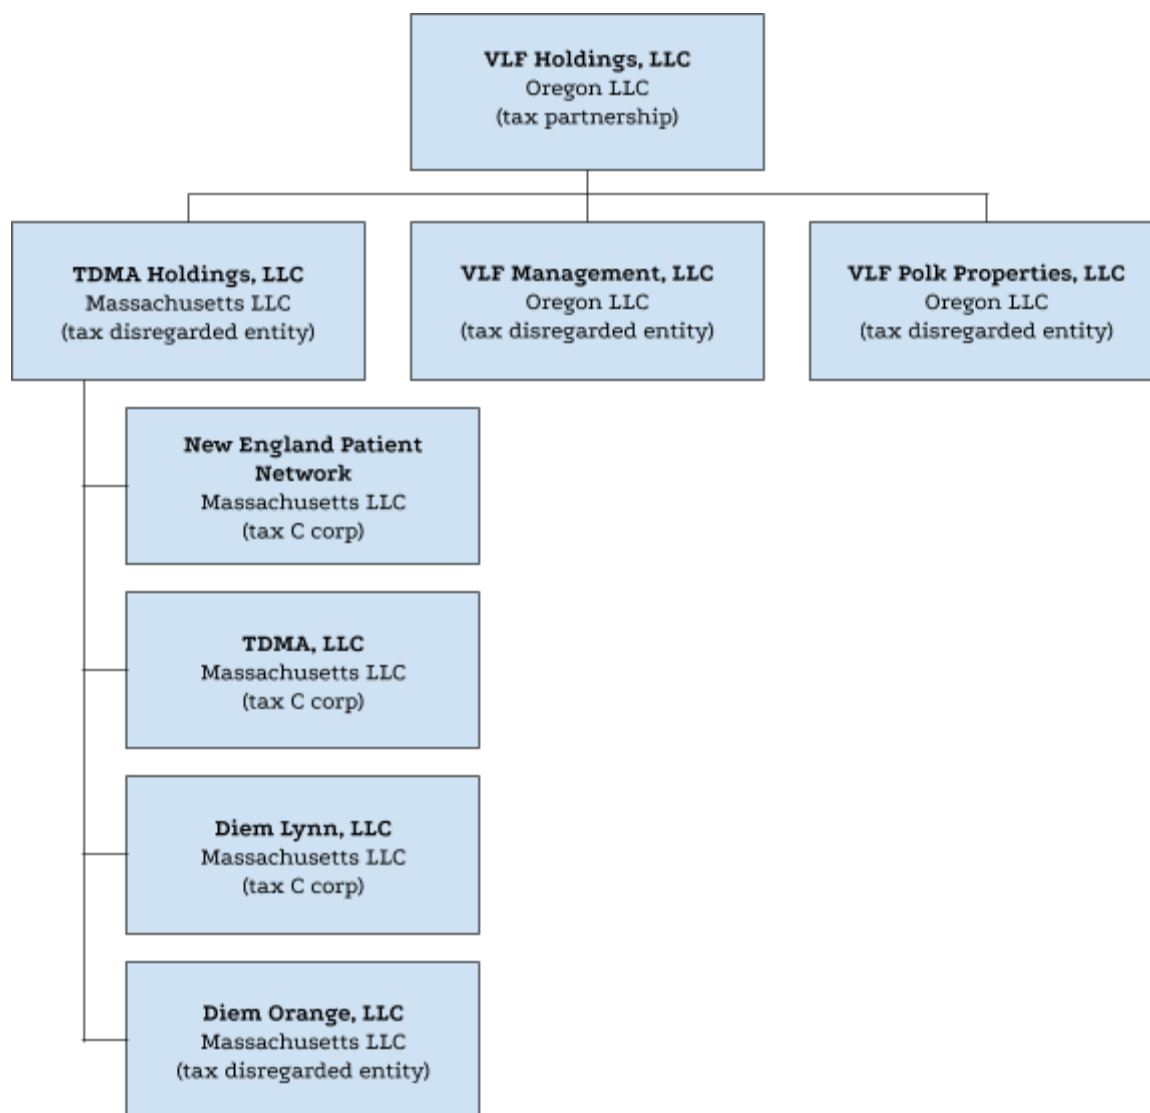 VLF Holdings, LLC
Oregon LLC
(tax partnership)
TDMA Holdings, LLC
Massachusetts LLC
(tax disregarded entity)
VLF Management, LLC
Oregon LLC
(tax disregarded entity)
VLF Polk Properties, LLC
Oregon LLC
(tax disregarded entity)
New England Patient
Network
Massachusetts LLC
(tax C corp)
TDMA, LLC
Massachusetts LLC
(tax C corp)
Diem Lynn, LLC
Massachusetts LLC
(tax C corp)
Diem Orange, LLC
Massachusetts LLC
(tax disregarded entity)